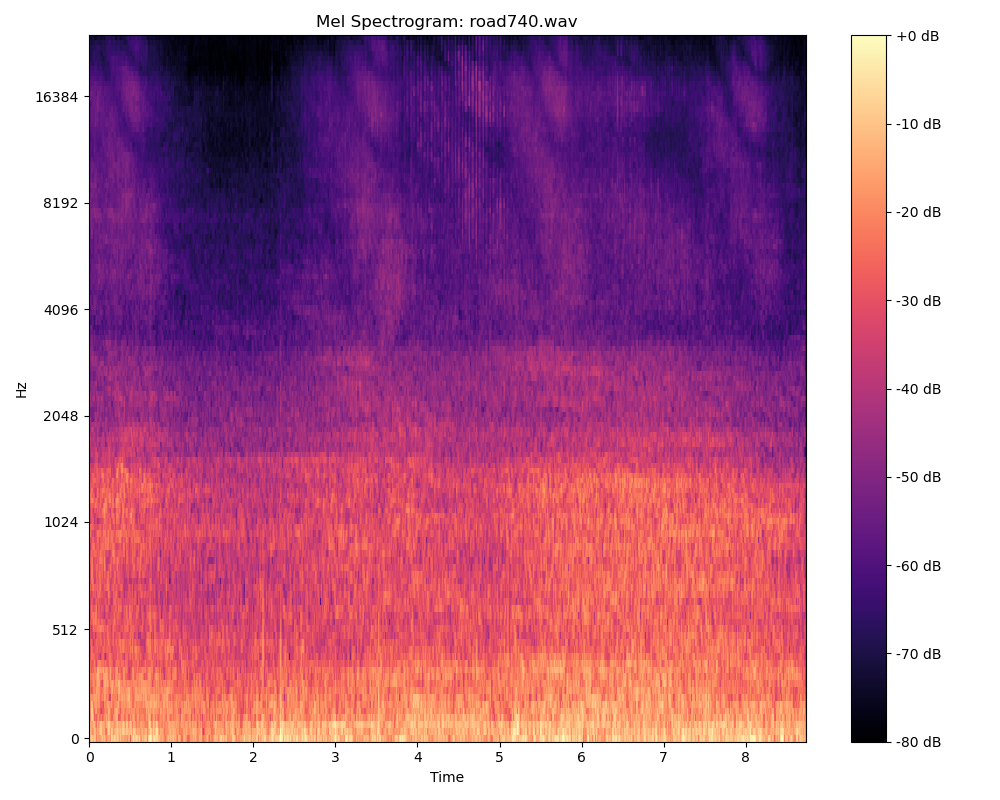 Mel Spectrogram: road740.wav
+0 dB
16384
-10 dB
8192
-20 dB
4096
-30 dB
Hz
2048
-40 dB
-50 dB
1024
-60 dB
512
-70 dB
0
-80 dB
0 1 2 3 4 5 6 7 8
Time